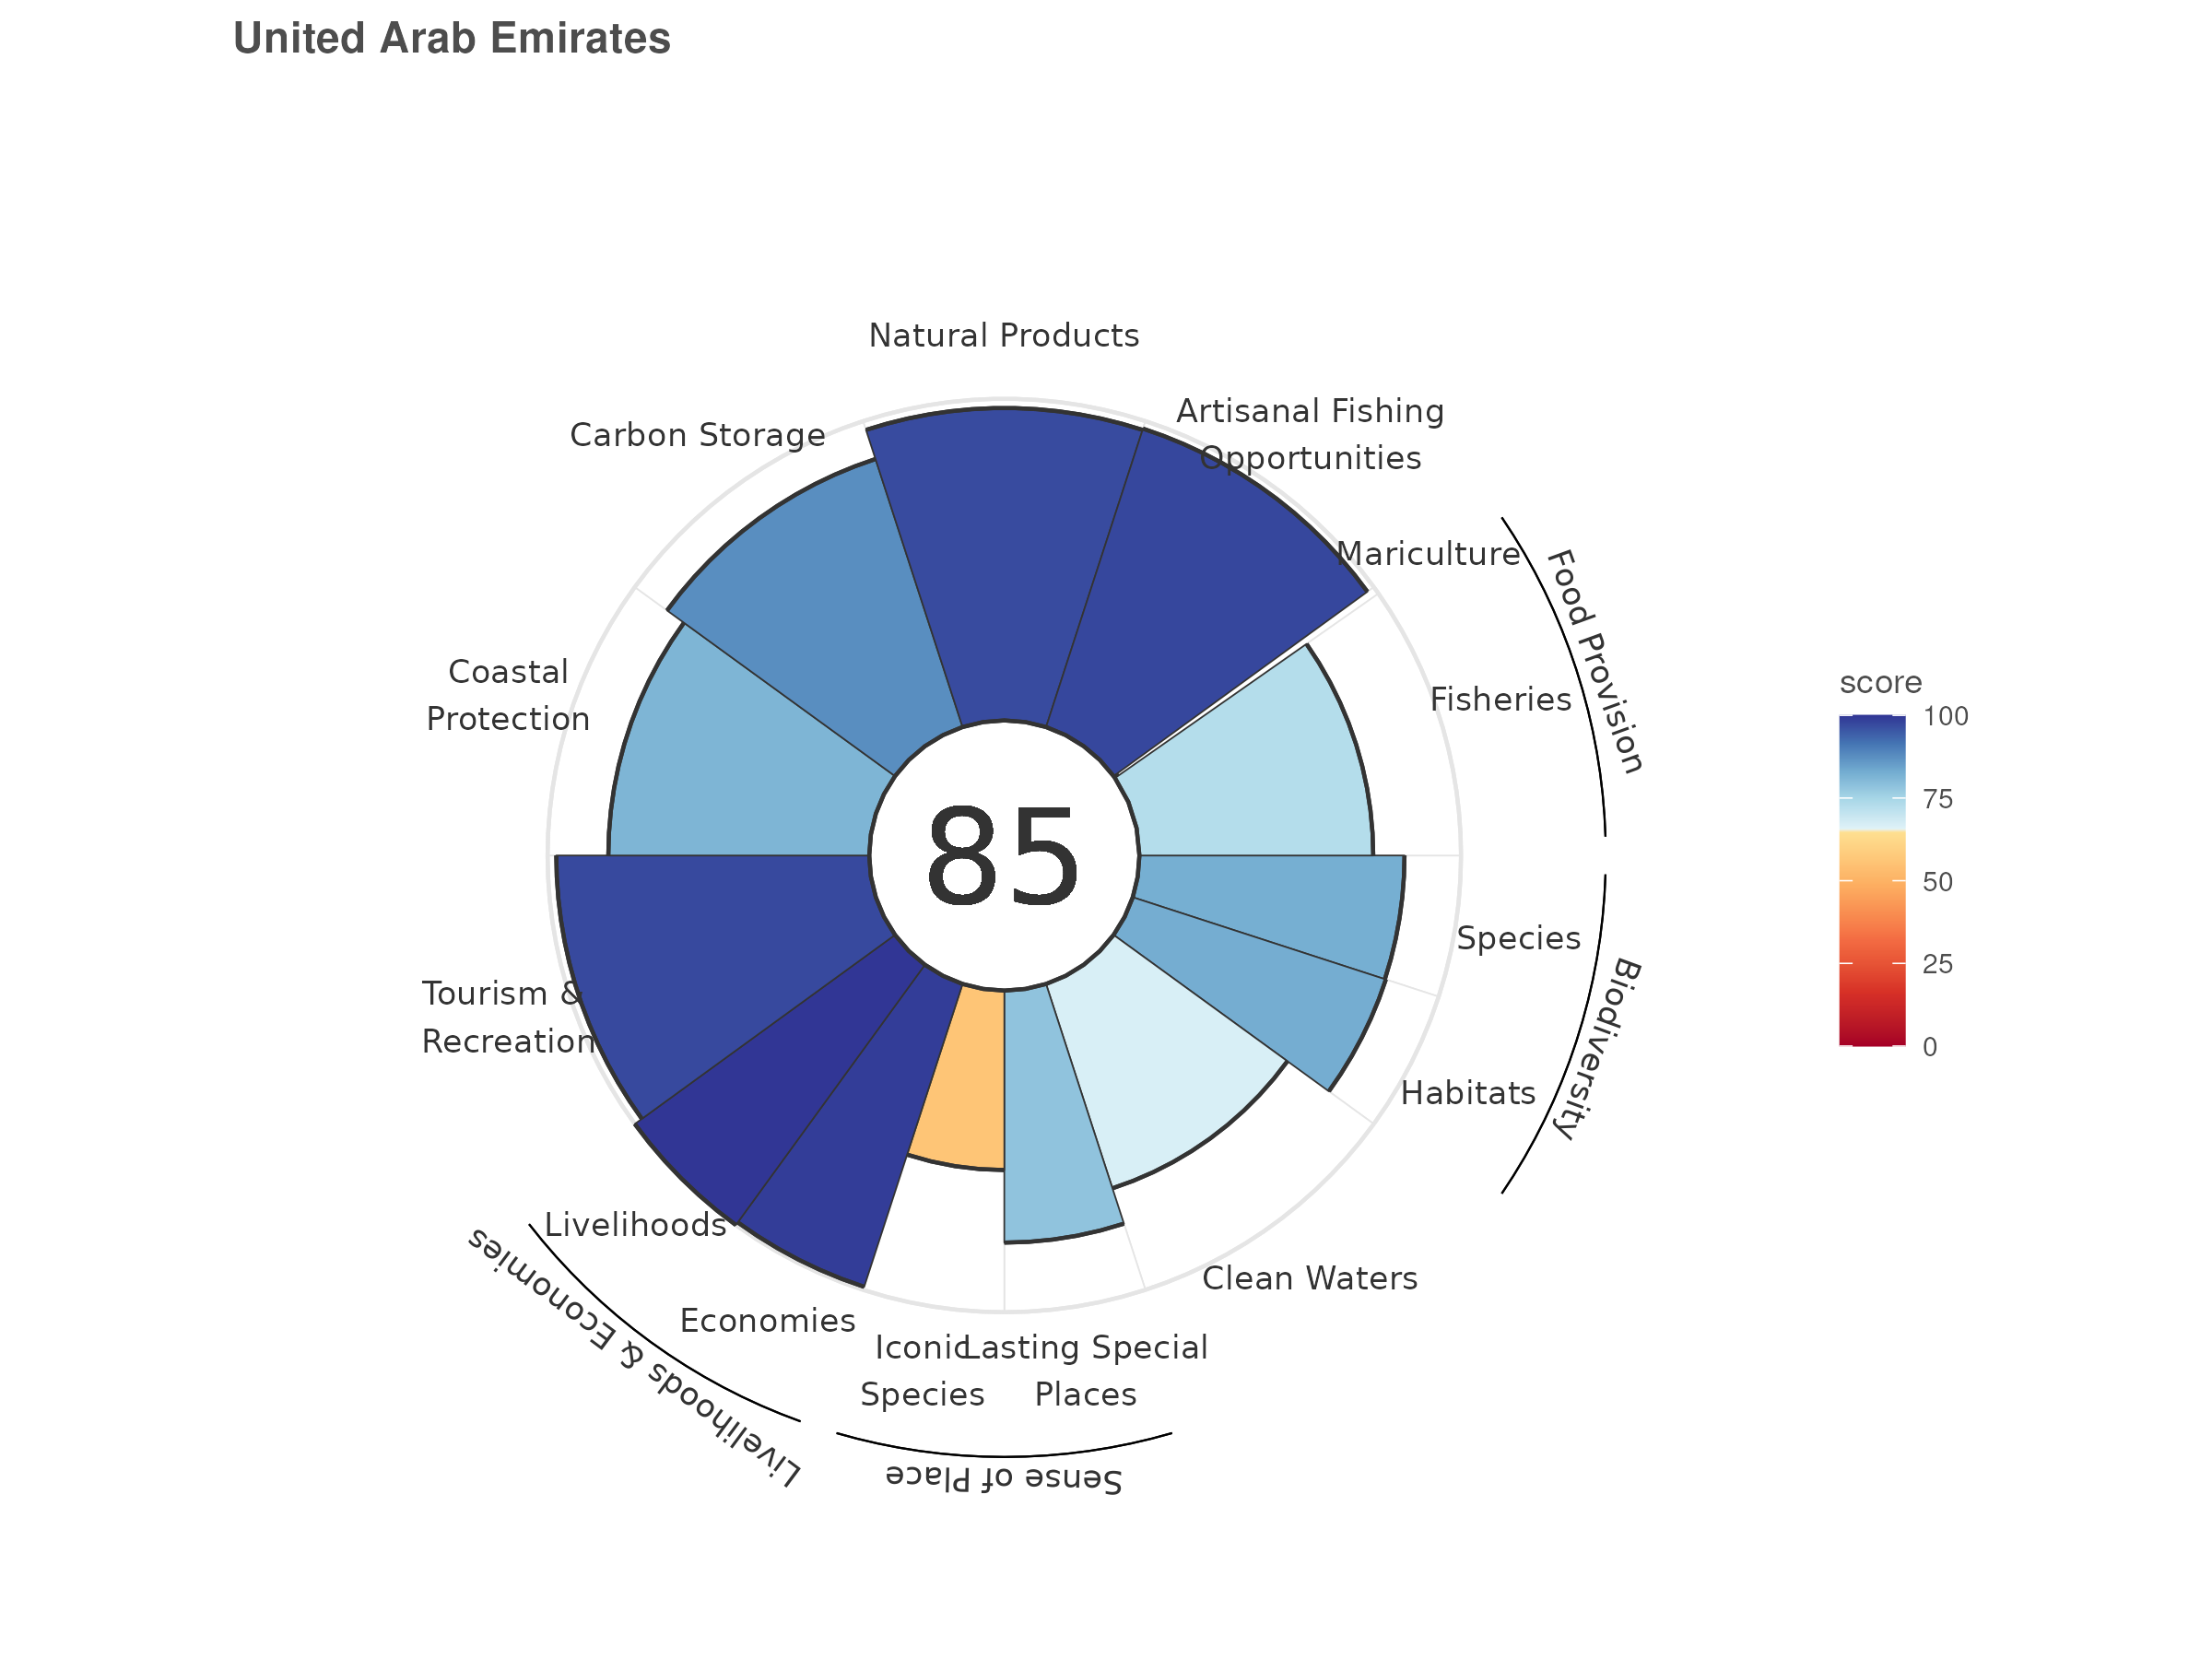 United Arab Emirates
Natural Products
Artisanal Fishing
Opportunities
Carbon Storage
Mariculture
Food Provision
Fisheries
Coastal
Protection
score
100
75
50
25
0
85
Species
Biodiversity
Habitats
Tourism &
Recreation
Livelihoods
Livelihoods & Economies
Economies
Clean Waters
Iconic
Species
Lasting Special
Places
Sense of Place